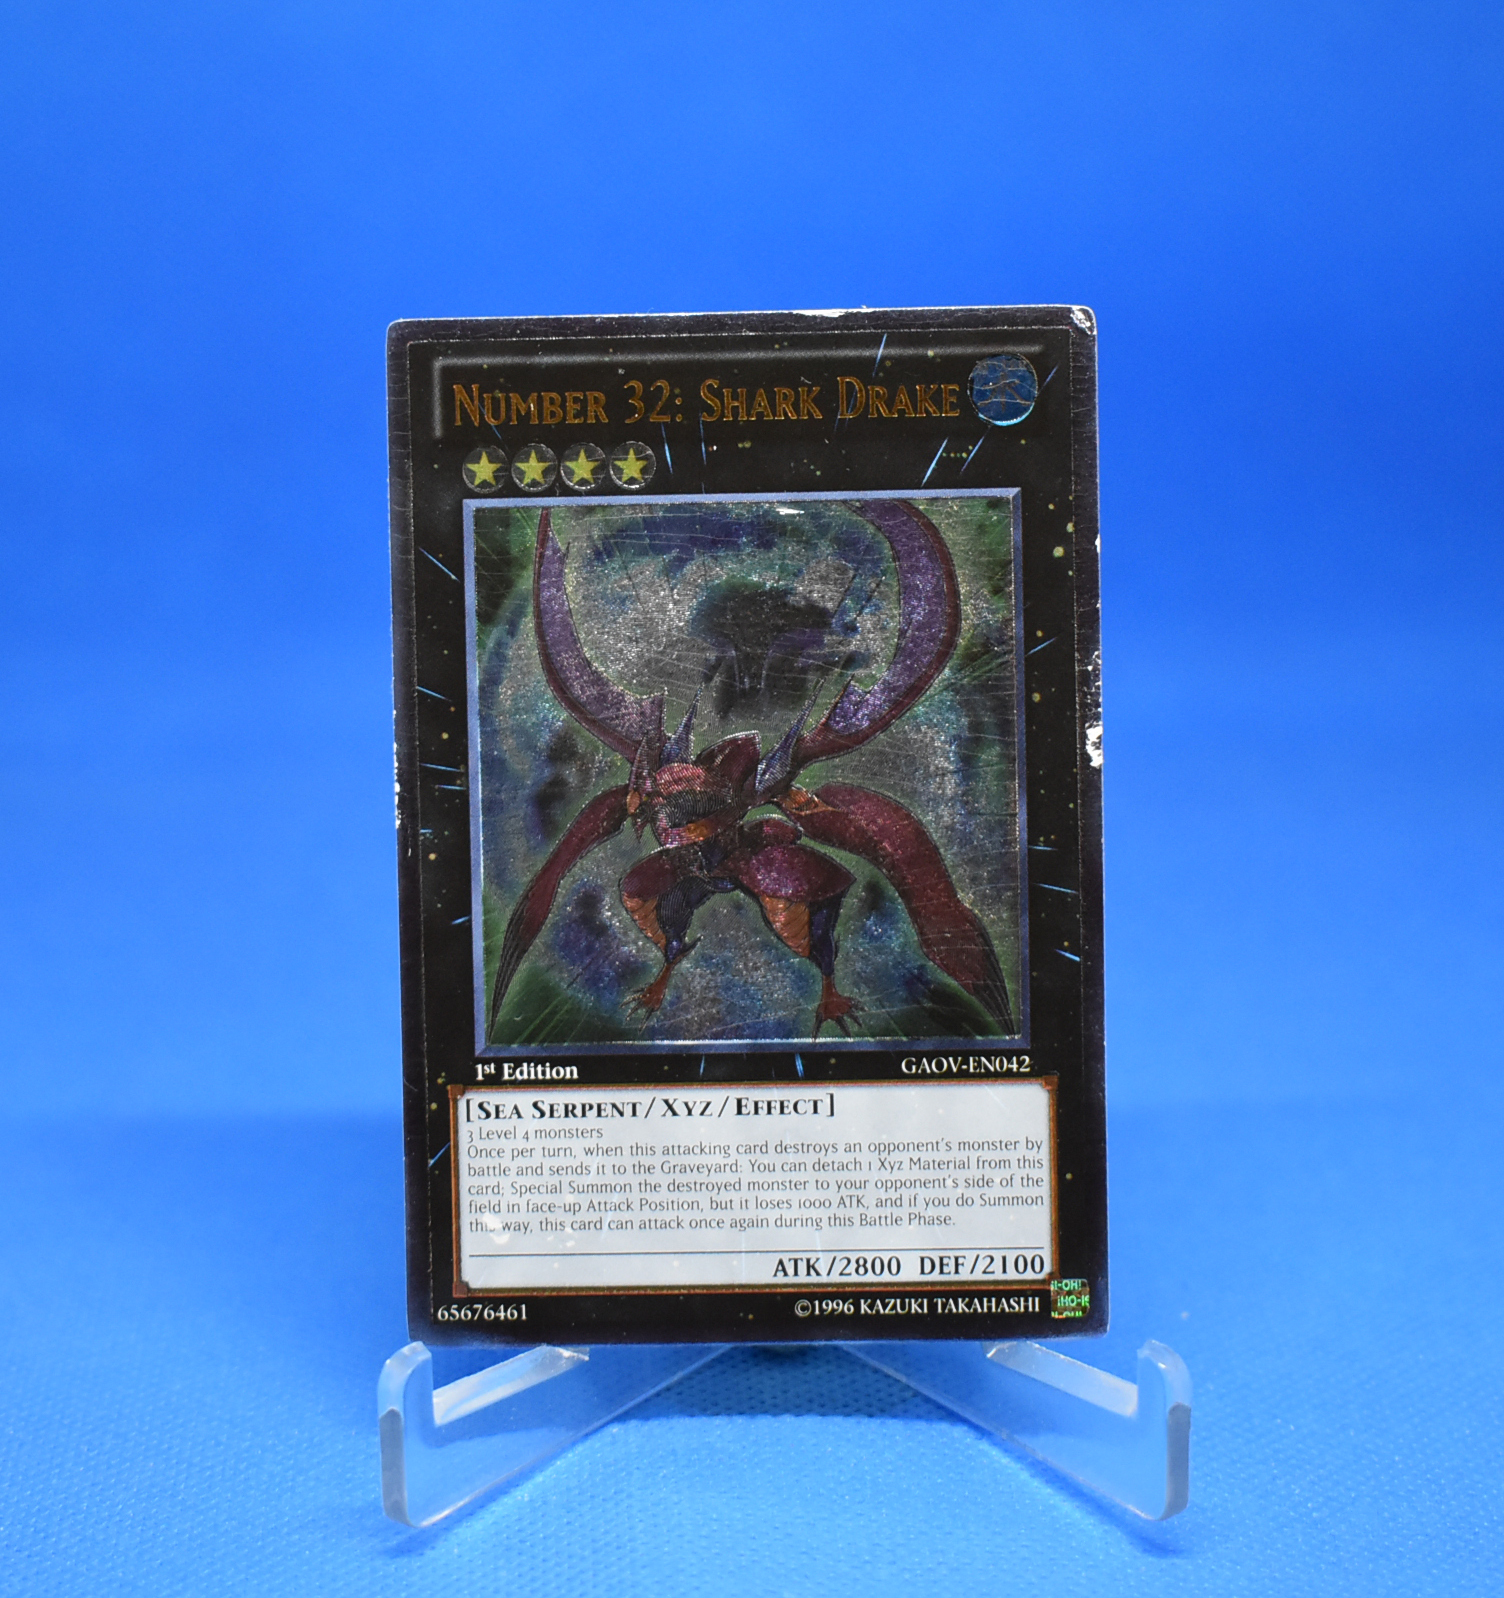 NUMBER 32: SHARK DRAKE
1st Edition
GAOV-EN042
[SEA SERPENT/XYZ/EFFECT]
3 Level 4 monsters
Once per turn, when this attacking card destroys an opponent's monster by
battle and sends it to the Graveyard: You can detach 1 Xyz Material from this
card; Special Summon the destroyed monster to your opponent's side of the
field in face-up Attack Position, but it loses 1000 ATK, and if you do Summon
this way, this card can attack once again during this Battle Phase.
ATK/2800 DEF/2100
65676461
©1996 KAZUKI TAKAHASHI